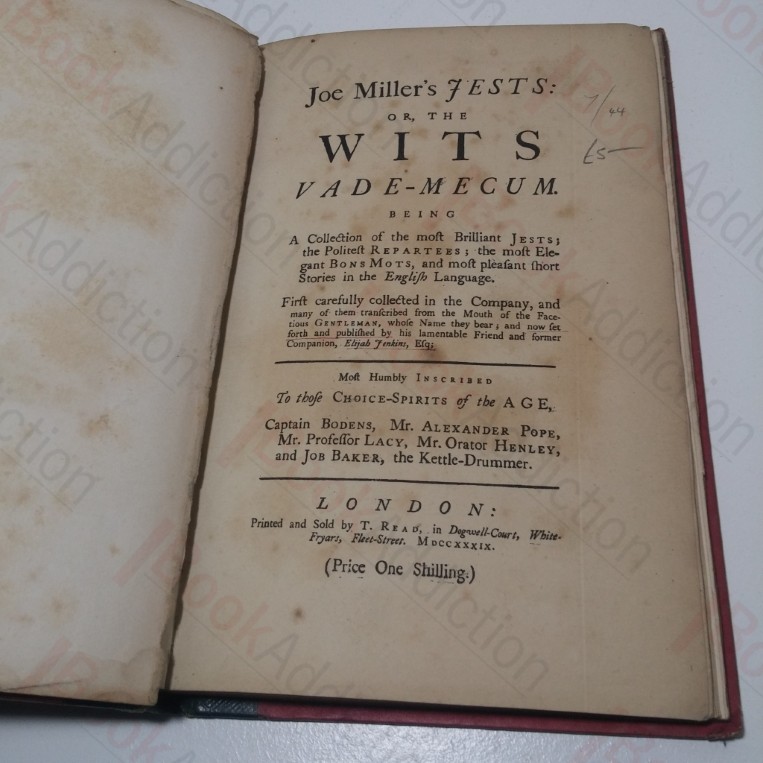 Joe Miller's JESTS:
OR, THE
WITS
VADE-MECUM.
BEING
A Collection of the moſt Brilliant JESTS;
the Politeſt REPARTEES; the moſt Ele-
gant BONS MOTS, and moſt pleaſant ſhort
Stories in the Engliſh Language.
Firſt carefully collected in the Company, and
many of them tranſcribed from the Mouth of the Face-
tious GENTLEMAN, whoſe Name they bear; and now ſet
forth and publiſhed by his lamentable Friend and former
Companion, Elijah Jenkins, Eſq;
Moſt Humbly INSCRIBED
To thoſe CHOICE-SPIRITS of the AGE,
Captain BODENS, Mr. ALEXANDER POPE,
Mr. Profeſſor LACY, Mr. Orator HENLEY,
and JOB BAKER, the Kettle-Drummer.
LONDON:
Printed and Sold by T. READ, in Dogwell-Court, White-
Fryars, Fleet-Street. MDCCXXXIX.
(Price One Shilling.)
£5—
BookAddiction